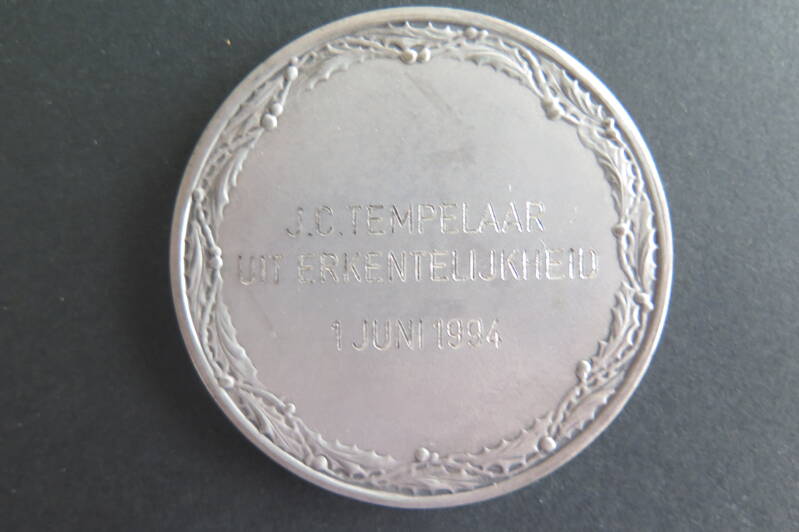 J.C.TEMPELAAR
UIT ERKENTELIJKHEID
1 JUNI 1994